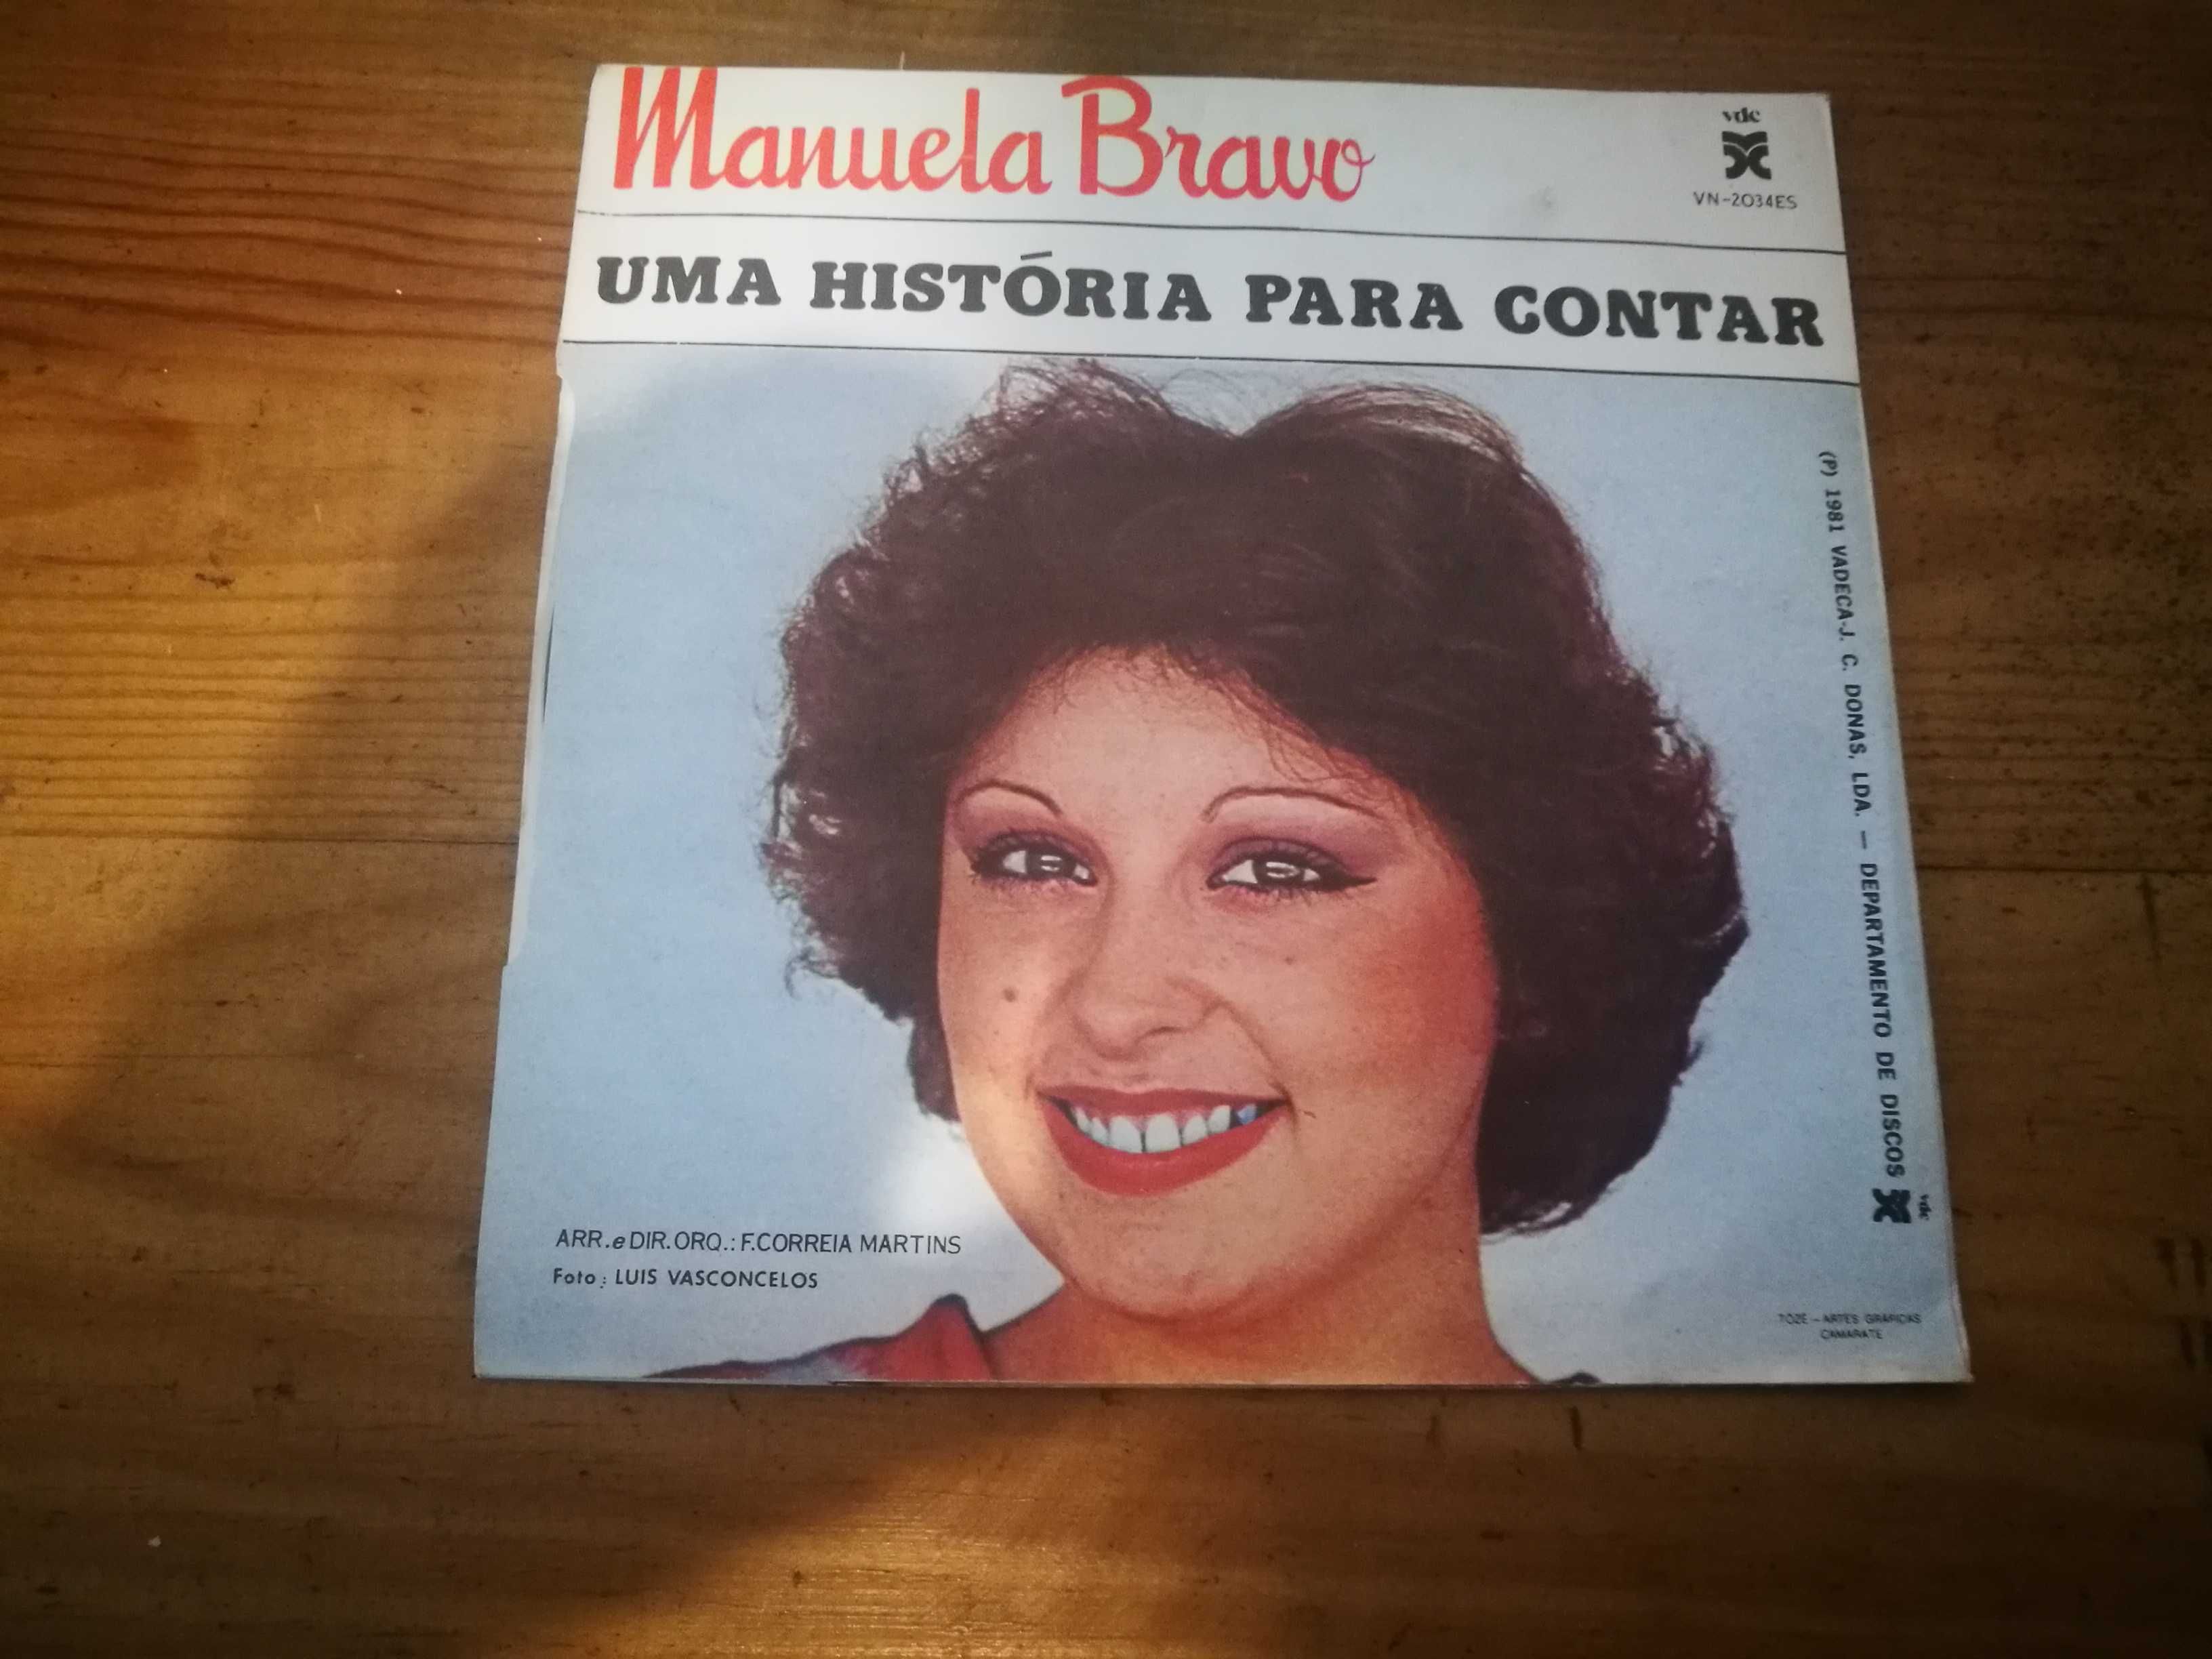 Manuela Bravo
vdc
VN-2034ES
UMA HISTÓRIA PARA CONTAR
(P) 1981 VADECA-J. C. DONAS, LDA. — DEPARTAMENTO DE DISCOS
vdc
ARR.e DIR.ORQ.: F.CORREIA MARTINS
Foto: LUIS VASCONCELOS
TÓZE - ARTES GRÁFICAS
CAMARATE